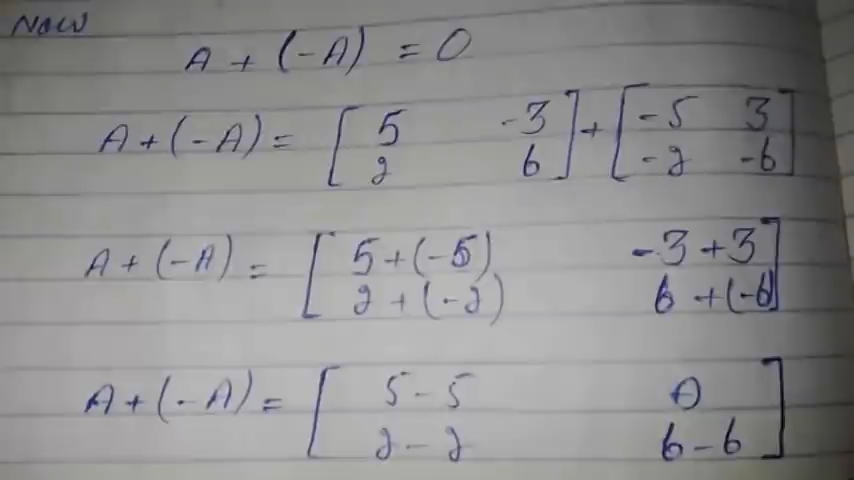 Now
A + (-A) = 0
A + (-A) = [ 5 -3 ] + [ -5 3 ]
[ 2 6 ] [ -2 -6 ]
A + (-A) = [ 5+(-5) -3+3 ]
[ 2+(-2) 6+(-6) ]
A + (-A) = [ 5-5 0 ]
[ 2-2 6-6 ]